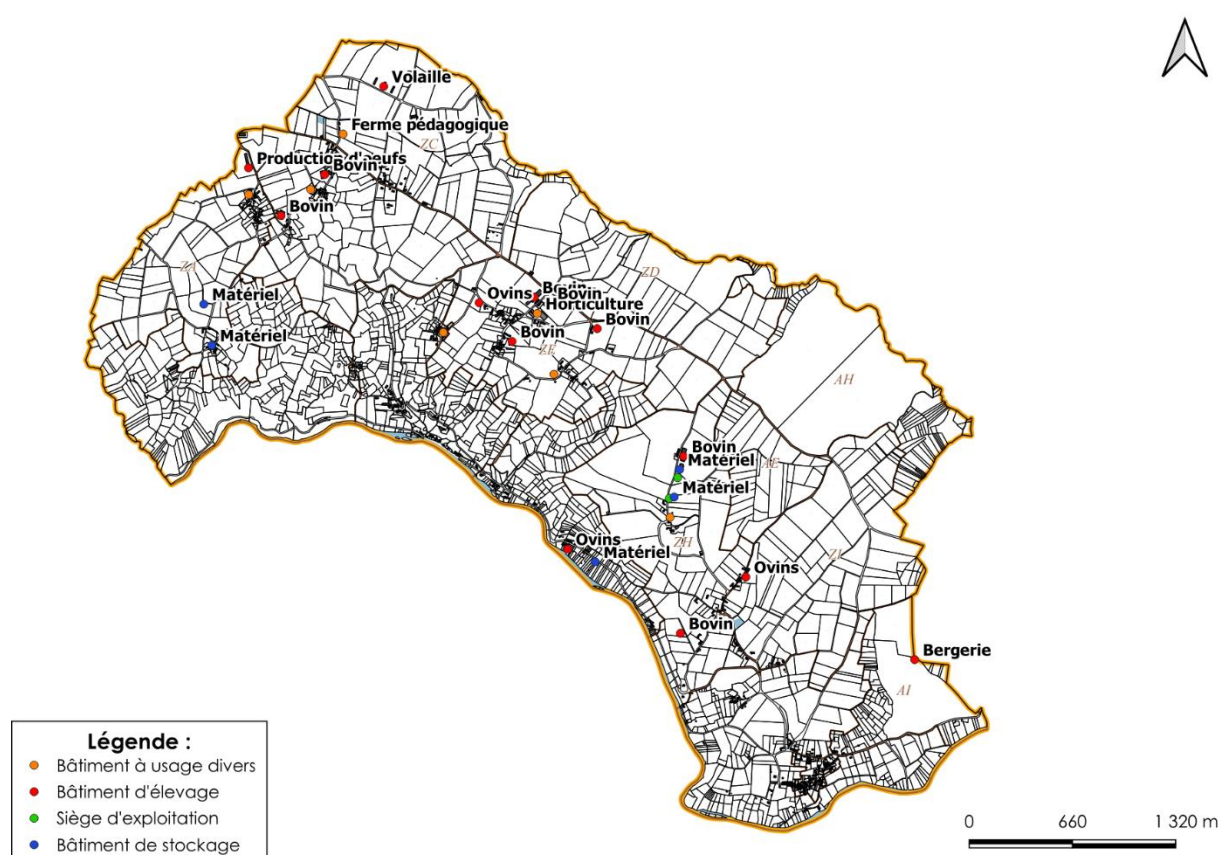 Volaille
Ferme pédagogique
ZC
Production d'oeufs
Bovin
Bovin
ZA
ZD
Matériel
Ovins
Bovin
Bovin
Horticulture
Matériel
Bovin
Bovin
ZE
AH
Bovin
Matériel
AE
Matériel
Ovins
ZH
Matériel
ZI
Ovins
Bovin
Bergerie
AI
Légende :
Bâtiment à usage divers
Bâtiment d'élevage
Siège d'exploitation
Bâtiment de stockage
0 660 1 320 m